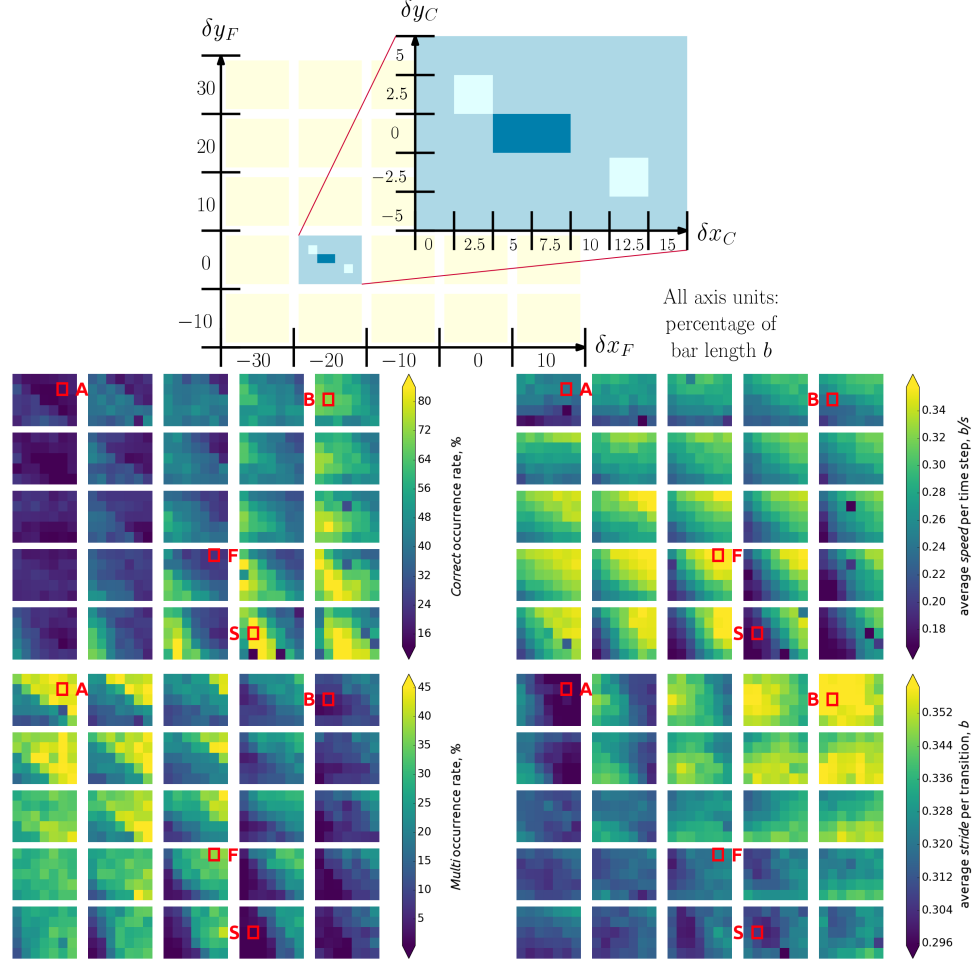 δy_F
30
20
10
0
−10
−30
−20
−10
0
10
δx_F
δy_C
5
2.5
0
−2.5
−5
0
2.5
5
7.5
10
12.5
15
δx_C
All axis units:
percentage of
bar length b
A
B
F
S
80
72
64
56
48
40
32
24
16
Correct occurrence rate, %
A
B
F
S
0.34
0.32
0.30
0.28
0.26
0.24
0.22
0.20
0.18
average speed per time step, b/s
A
B
F
S
45
40
35
30
25
20
15
10
5
Multi occurrence rate, %
A
B
F
S
0.352
0.344
0.336
0.328
0.320
0.312
0.304
0.296
average stride per transition, b